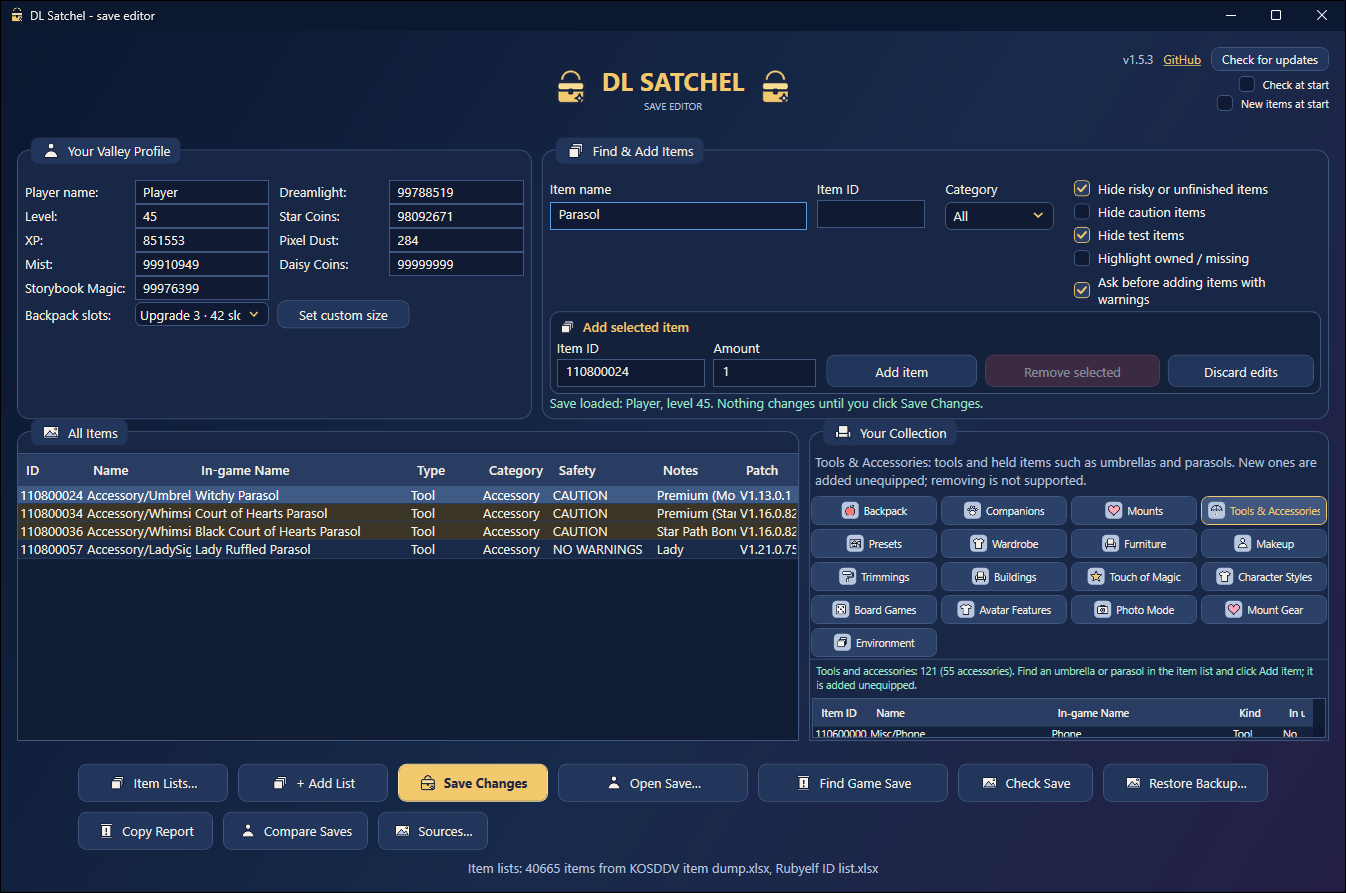 DL Satchel - save editor
v1.5.3 GitHub Check for updates
Check at start
New items at start
DL SATCHEL
SAVE EDITOR
Your Valley Profile
Player name: Player Dreamlight: 99788519
Level: 45 Star Coins: 98092671
XP: 851553 Pixel Dust: 284
Mist: 99910949 Daisy Coins: 99999999
Storybook Magic: 99976399
Backpack slots: Upgrade 3 · 42 slo Set custom size
Find & Add Items
Item name Item ID Category
Parasol All
Hide risky or unfinished items
Hide caution items
Hide test items
Highlight owned / missing
Ask before adding items with
warnings
Add selected item
Item ID Amount
110800024 1 Add item Remove selected Discard edits
Save loaded: Player, level 45. Nothing changes until you click Save Changes.
All Items
ID Name In-game Name Type Category Safety Notes Patch
110800024 Accessory/Umbrel Witchy Parasol Tool Accessory CAUTION Premium (Mo V1.13.0.1
110800034 Accessory/Whimsi Court of Hearts Parasol Tool Accessory CAUTION Premium (Star V1.16.0.82
110800036 Accessory/Whimsi Black Court of Hearts Parasol Tool Accessory CAUTION Star Path Bonu V1.16.0.82
110800057 Accessory/LadySig Lady Ruffled Parasol Tool Accessory NO WARNINGS Lady V1.21.0.75
Your Collection
Tools & Accessories: tools and held items such as umbrellas and parasols. New ones are
added unequipped; removing is not supported.
Backpack Companions Mounts Tools & Accessories
Presets Wardrobe Furniture Makeup
Trimmings Buildings Touch of Magic Character Styles
Board Games Avatar Features Photo Mode Mount Gear
Environment
Tools and accessories: 121 (55 accessories). Find an umbrella or parasol in the item list and click Add item; it
is added unequipped.
Item ID Name In-game Name Kind In u
110600000 Misc/Phone Phone Tool No
Item Lists... + Add List Save Changes Open Save... Find Game Save Check Save Restore Backup...
Copy Report Compare Saves Sources...
Item lists: 40665 items from KOSDDV item dump.xlsx, Rubyelf ID list.xlsx